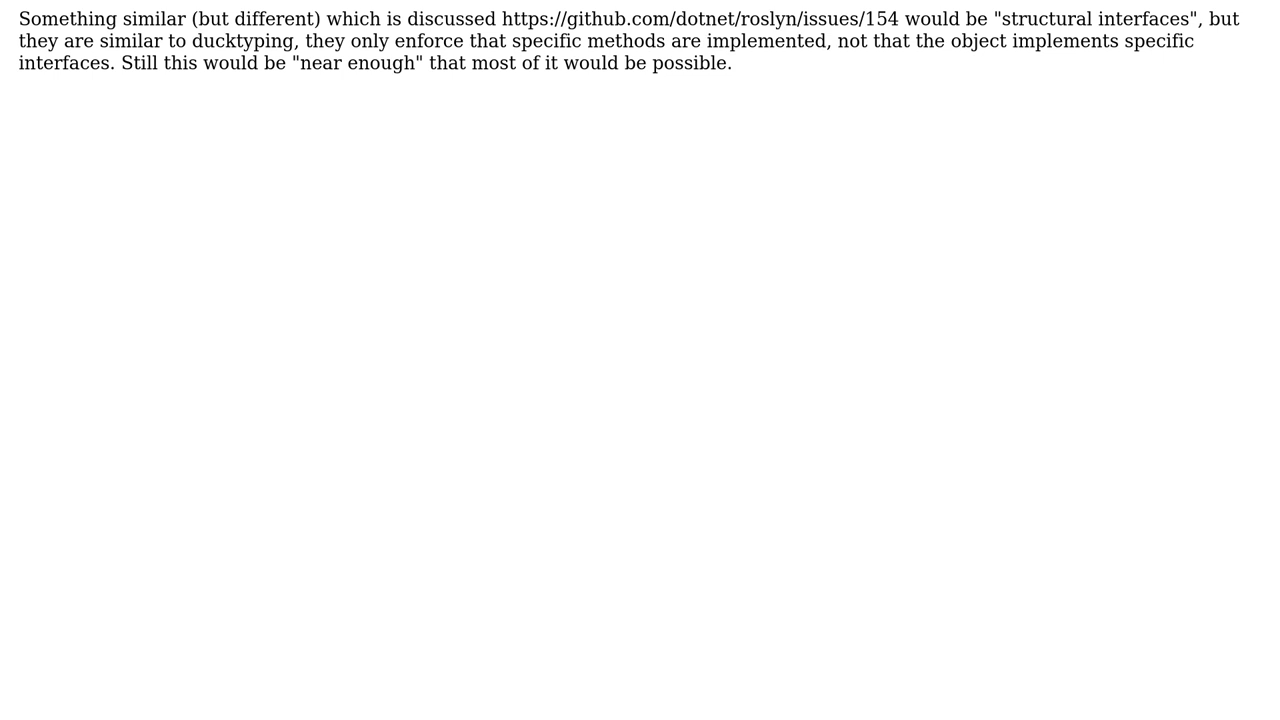 Something similar (but different) which is discussed https://github.com/dotnet/roslyn/issues/154 would be "structural interfaces", but
they are similar to ducktyping, they only enforce that specific methods are implemented, not that the object implements specific
interfaces. Still this would be "near enough" that most of it would be possible.